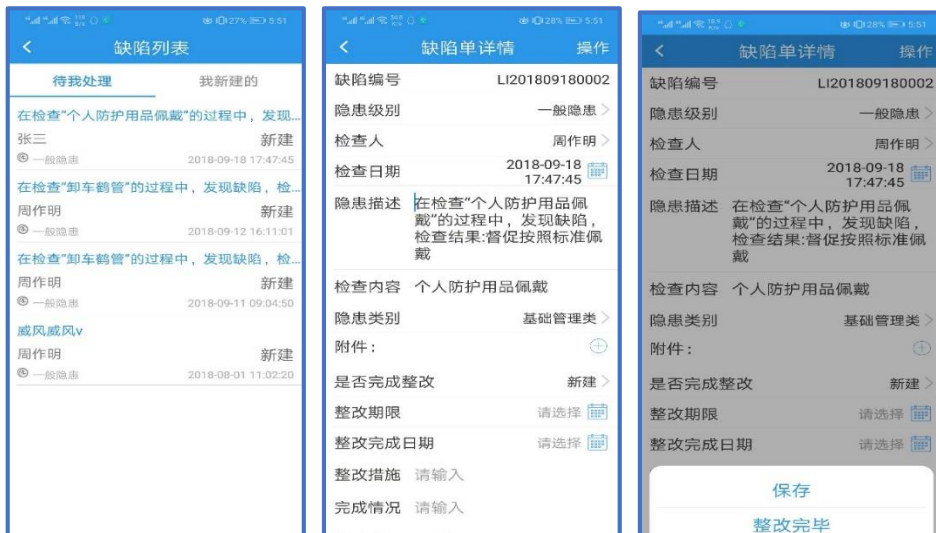 27% 5:51
缺陷列表
待我处理 我新建的
在检查“个人防护用品佩戴”的过程中，发现...
张三 新建
一般隐患 2018-09-18 17:47:45
在检查“卸车鹤管”的过程中，发现缺陷，检...
周作明 新建
一般隐患 2018-09-12 16:11:01
在检查“卸车鹤管”的过程中，发现缺陷，检...
周作明 新建
一般隐患 2018-09-11 09:04:50
威风威风v
周作明 新建
一般隐患 2018-08-01 11:02:20
28% 5:51
缺陷单详情 操作
缺陷编号 LI201809180002
隐患级别 一般隐患
检查人 周作明
检查日期 2018-09-18
17:47:45
隐患描述 在检查“个人防护用品佩
戴”的过程中，发现缺陷，
检查结果:督促按照标准佩
戴
检查内容 个人防护用品佩戴
隐患类别 基础管理类
附件：
是否完成整改 新建
整改期限 请选择
整改完成日期 请选择
整改措施 请输入
完成情况 请输入
28% 5:51
缺陷单详情 操作
缺陷编号 LI201809180002
隐患级别 一般隐患
检查人 周作明
检查日期 2018-09-18
17:47:45
隐患描述 在检查“个人防护用品佩
戴”的过程中，发现缺陷，
检查结果:督促按照标准佩
戴
检查内容 个人防护用品佩戴
隐患类别 基础管理类
附件：
是否完成整改 新建
整改期限 请选择
整改完成日期 请选择
保存
整改完毕